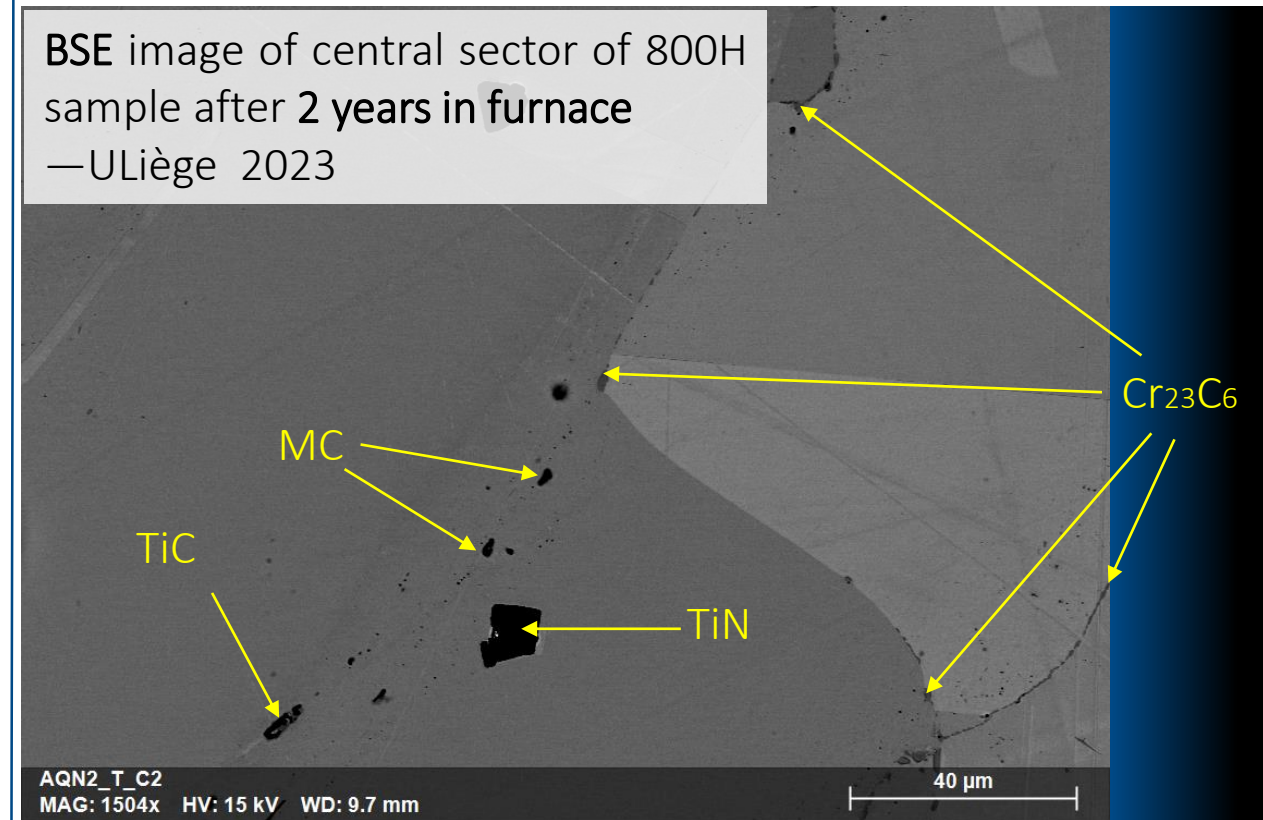 BSE image of central sector of 800H
sample after 2 years in furnace
—ULiège 2023
Cr23C6
MC
TiC
TiN
AQN2_T_C2
MAG: 1504x HV: 15 kV WD: 9.7 mm
40 µm